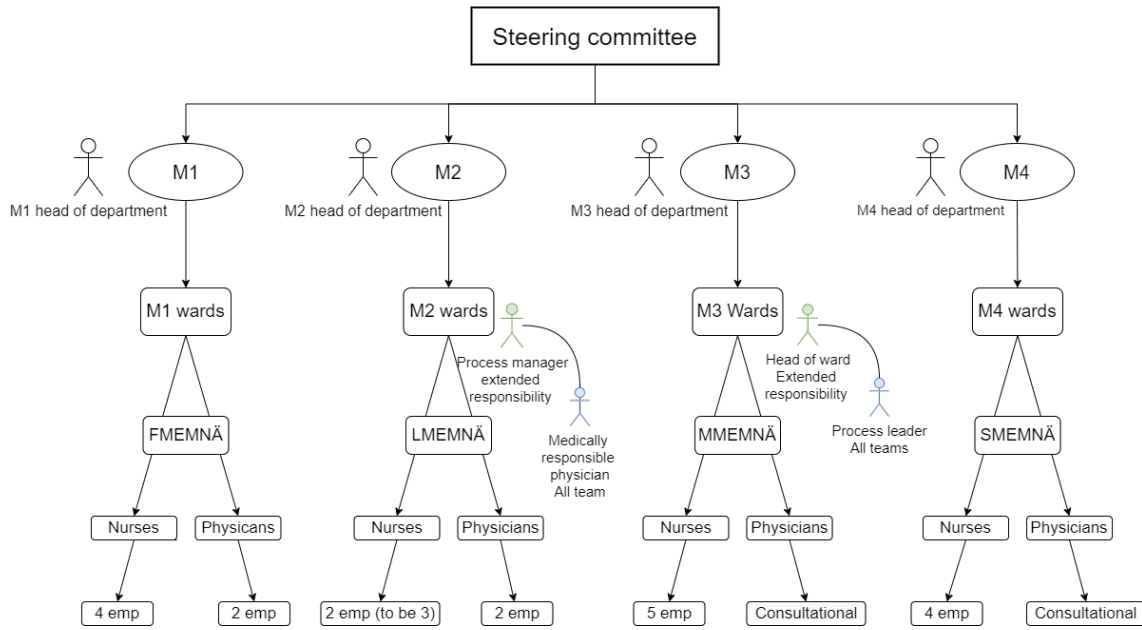 Steering committee
M1
M2
M3
M4
M1 head of department
M2 head of department
M3 head of department
M4 head of department
M1 wards
M2 wards
M3 Wards
M4 wards
Process manager
extended
responsibility
Head of ward
Extended
responsibility
Medically
responsible
physician
All team
Process leader
All teams
FMEMNÄ
LMEMNÄ
MMEMNÄ
SMEMNÄ
Nurses
Physicans
Nurses
Physicians
Nurses
Physicians
Nurses
Physicians
4 emp
2 emp
2 emp (to be 3)
2 emp
5 emp
Consultational
4 emp
Consultational